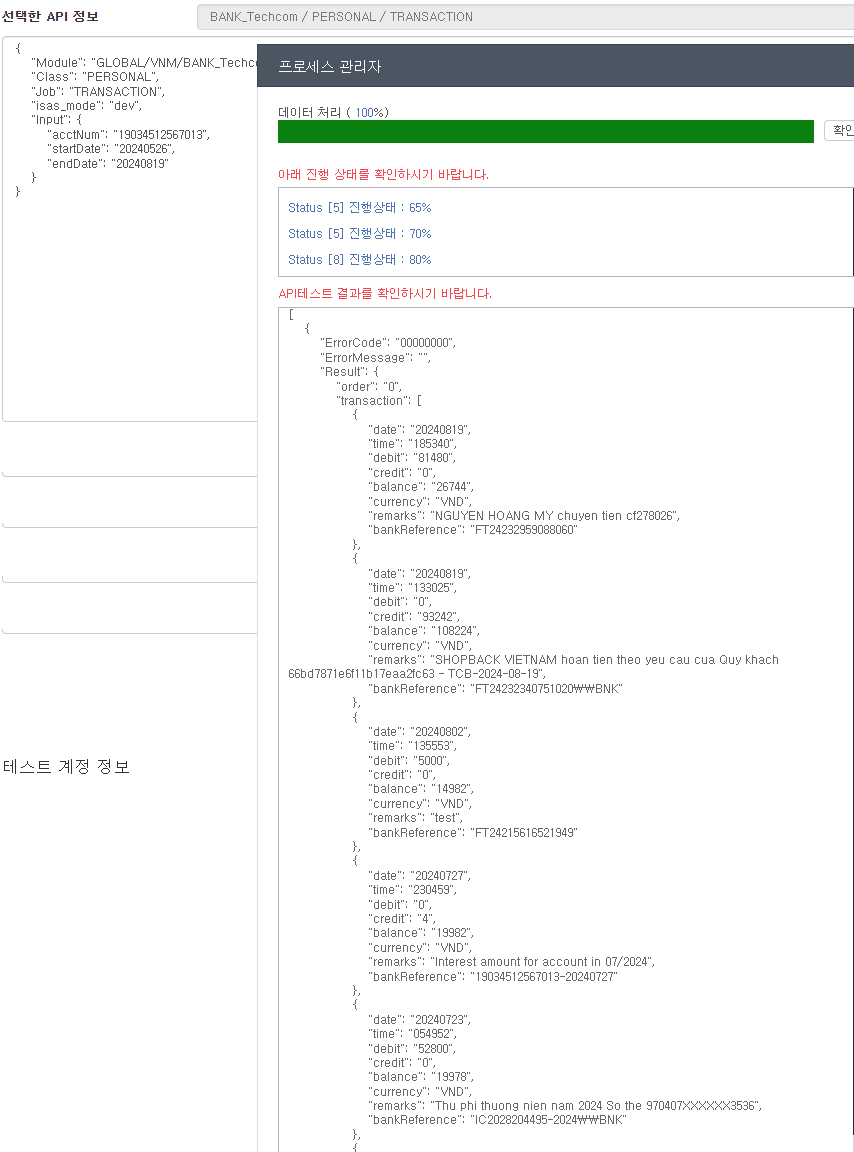 선택한 API 정보
BANK_Techcom / PERSONAL / TRANSACTION
{
"Module": "GLOBAL/VNM/BANK_Techco
"Class": "PERSONAL",
"Job": "TRANSACTION",
"isas_mode": "dev",
"Input": {
"acctNum": "19034512567013",
"startDate": "20240526",
"endDate": "20240819"
}
}
테스트 계정 정보
프로세스 관리자
데이터 처리 ( 100%)
확인
아래 진행 상태를 확인하시기 바랍니다.
Status [5] 진행상태 : 65%
Status [5] 진행상태 : 70%
Status [8] 진행상태 : 80%
API테스트 결과를 확인하시기 바랍니다.
[
{
"ErrorCode": "00000000",
"ErrorMessage": "",
"Result": {
"order": "0",
"transaction": [
{
"date": "20240819",
"time": "185340",
"debit": "81480",
"credit": "0",
"balance": "26744",
"currency": "VND",
"remarks": "NGUYEN HOANG MY chuyen tien cf278026",
"bankReference": "FT24232959088060"
},
{
"date": "20240819",
"time": "133025",
"debit": "0",
"credit": "93242",
"balance": "108224",
"currency": "VND",
"remarks": "SHOPBACK VIETNAM hoan tien theo yeu cau cua Quy khach
66bd7871e6f11b17eaa2fc63 - TCB-2024-08-19",
"bankReference": "FT24232340751020₩₩BNK"
},
{
"date": "20240802",
"time": "135553",
"debit": "5000",
"credit": "0",
"balance": "14982",
"currency": "VND",
"remarks": "test",
"bankReference": "FT24215616521949"
},
{
"date": "20240727",
"time": "230459",
"debit": "0",
"credit": "4",
"balance": "19982",
"currency": "VND",
"remarks": "Interest amount for account in 07/2024",
"bankReference": "19034512567013-20240727"
},
{
"date": "20240723",
"time": "054952",
"debit": "52800",
"credit": "0",
"balance": "19978",
"currency": "VND",
"remarks": "Thu phi thuong nien nam 2024 So the 970407XXXXXX3536",
"bankReference": "IC2028204495-2024₩₩BNK"
},
{